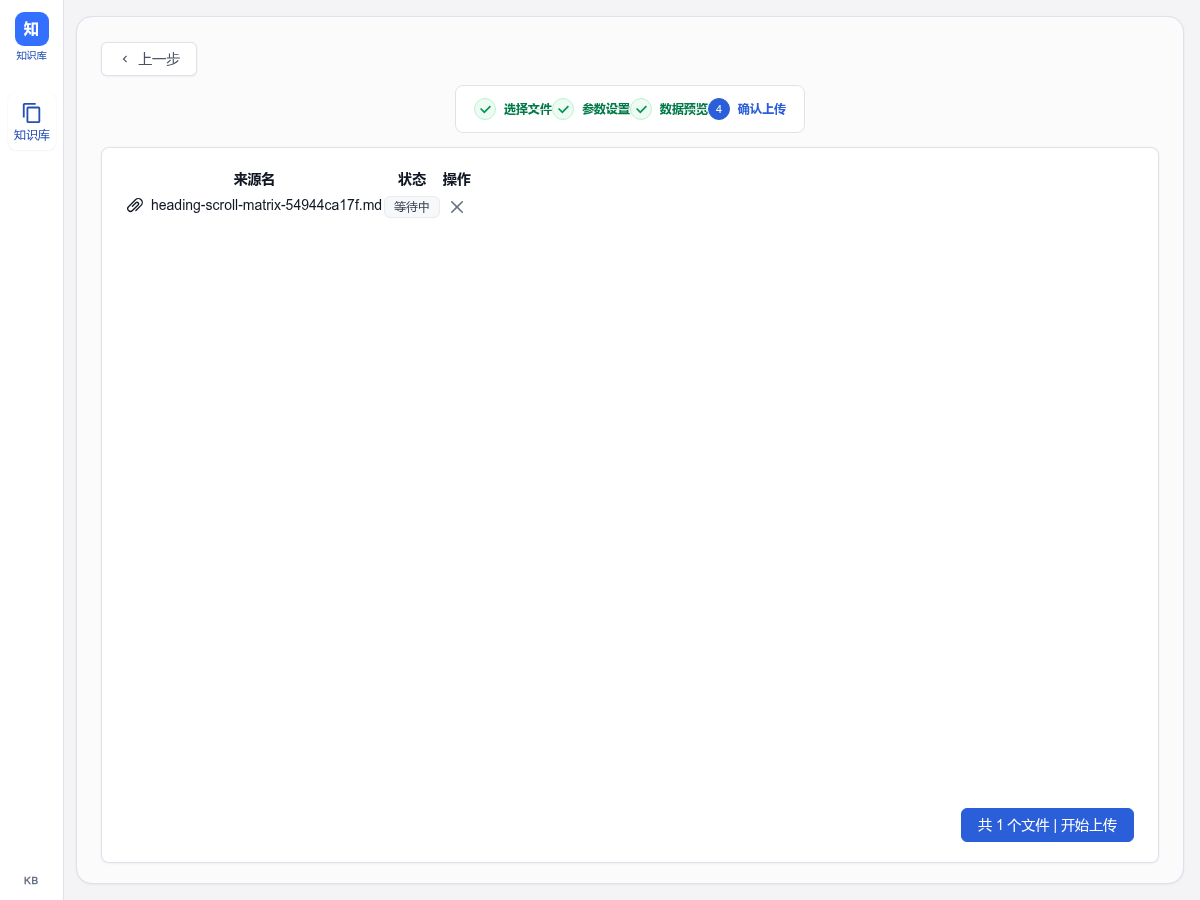 知
知识库
知识库
KB
上一步
选择文件 参数设置 数据预览 4 确认上传
来源名 状态 操作
heading-scroll-matrix-54944ca17f.md 等待中
共 1 个文件 | 开始上传